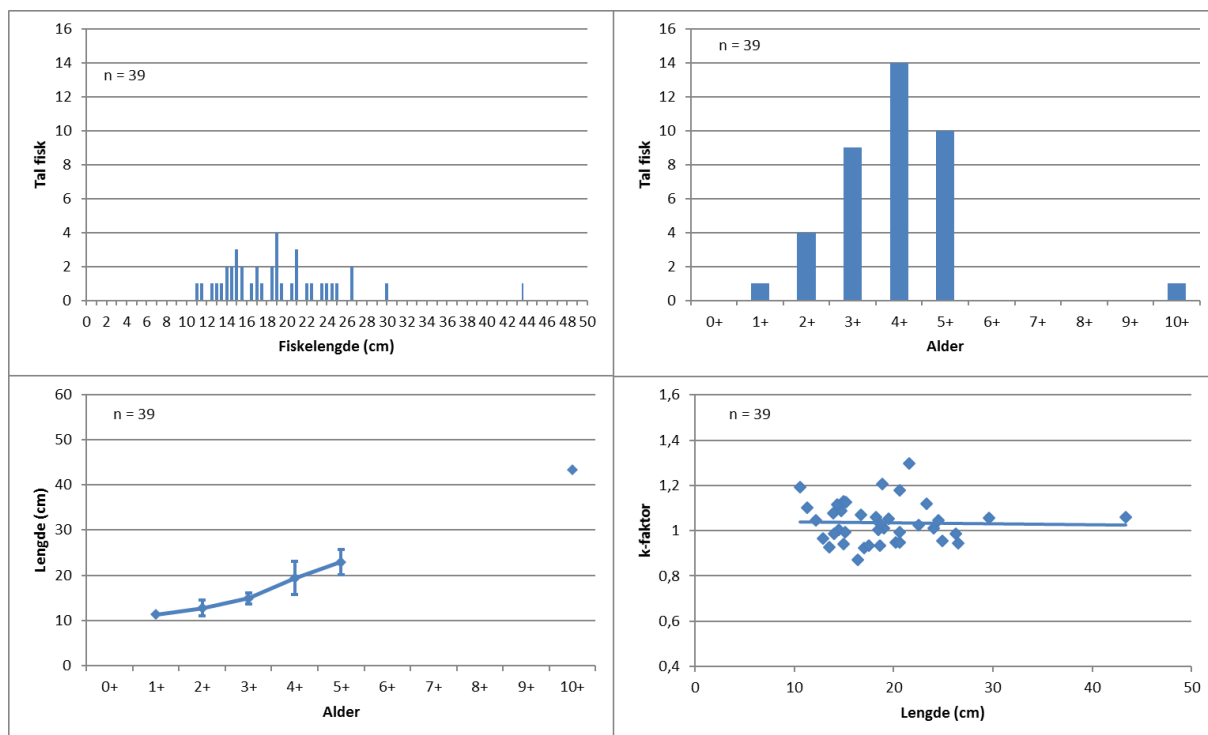 16
14
12
10
8
6
4
2
0
n = 39
Tal fisk
0 2 4 6 8 10 12 14 16 18 20 22 24 26 28 30 32 34 36 38 40 42 44 46 48 50
Fiskelengde (cm)
16
14
12
10
8
6
4
2
0
n = 39
Tal fisk
0+ 1+ 2+ 3+ 4+ 5+ 6+ 7+ 8+ 9+ 10+
Alder
60
50
40
30
20
10
0
n = 39
Lengde (cm)
0+ 1+ 2+ 3+ 4+ 5+ 6+ 7+ 8+ 9+ 10+
Alder
1,6
1,4
1,2
1
0,8
0,6
0,4
n = 39
k-faktor
0 10 20 30 40 50
Lengde (cm)